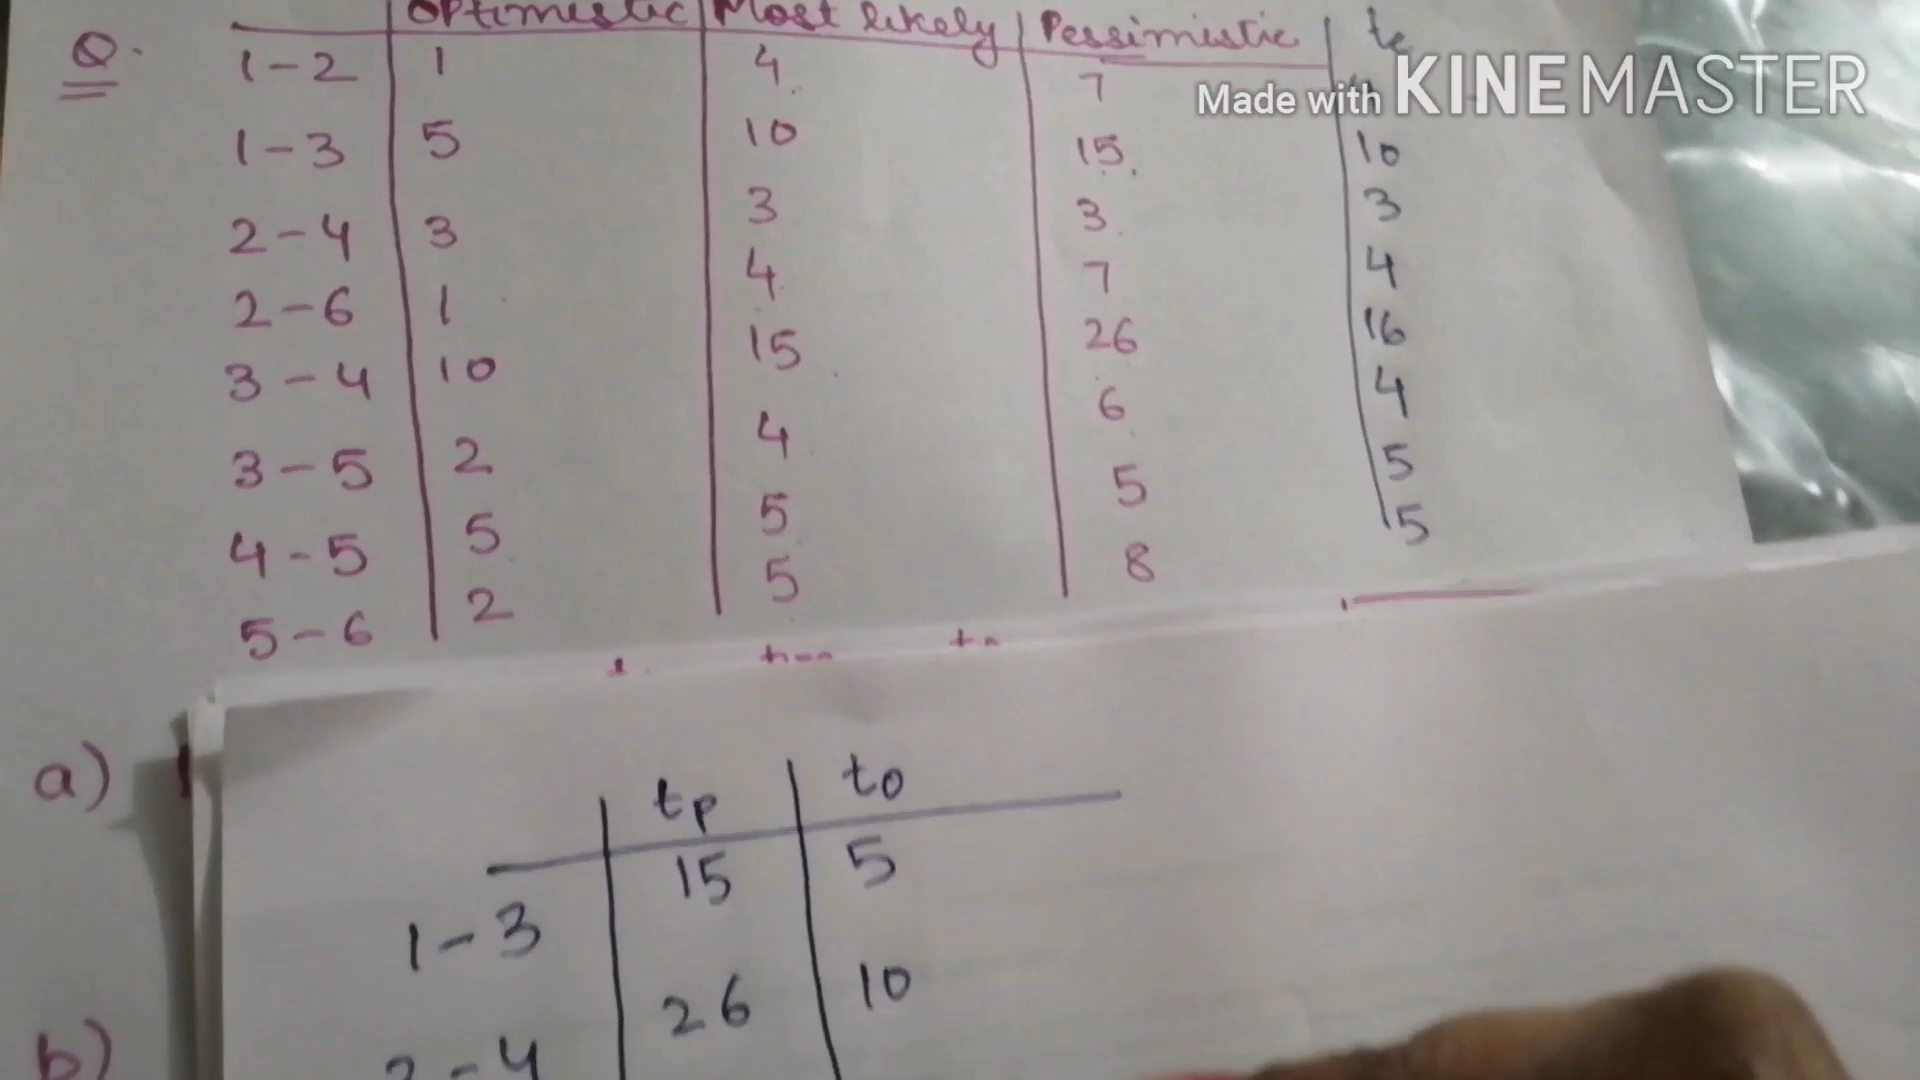 Optimistic Most likely Pessimistic te
Q. 1-2 1 4 7
Made with KINEMASTER
1-3 5 10 15 10
2-4 3 3 3 3
2-6 1 4 7 4
3-4 10 15 26 16
3-5 2 4 6 4
4-5 5 5 5 5
5-6 2 5 8 5
a)
tp to
1-3 15 5
3-4 26 10
b)